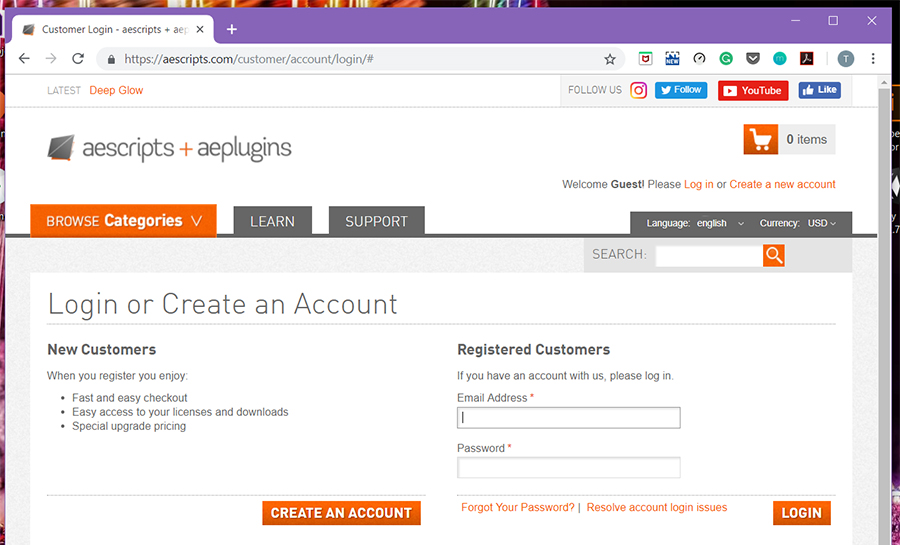 Customer Login - aescripts + aep
https://aescripts.com/customer/account/login/#
NEW
T
LATEST Deep Glow
FOLLOW US Follow YouTube Like
aescripts + aeplugins
0 items
Welcome Guest! Please Log in or Create a new account
BROWSE Categories LEARN SUPPORT
Language: english Currency: USD
SEARCH:
Login or Create an Account
New Customers
When you register you enjoy:
• Fast and easy checkout
• Easy access to your licenses and downloads
• Special upgrade pricing
CREATE AN ACCOUNT
Registered Customers
If you have an account with us, please log in.
Email Address *
Password *
Forgot Your Password? | Resolve account login issues
LOGIN